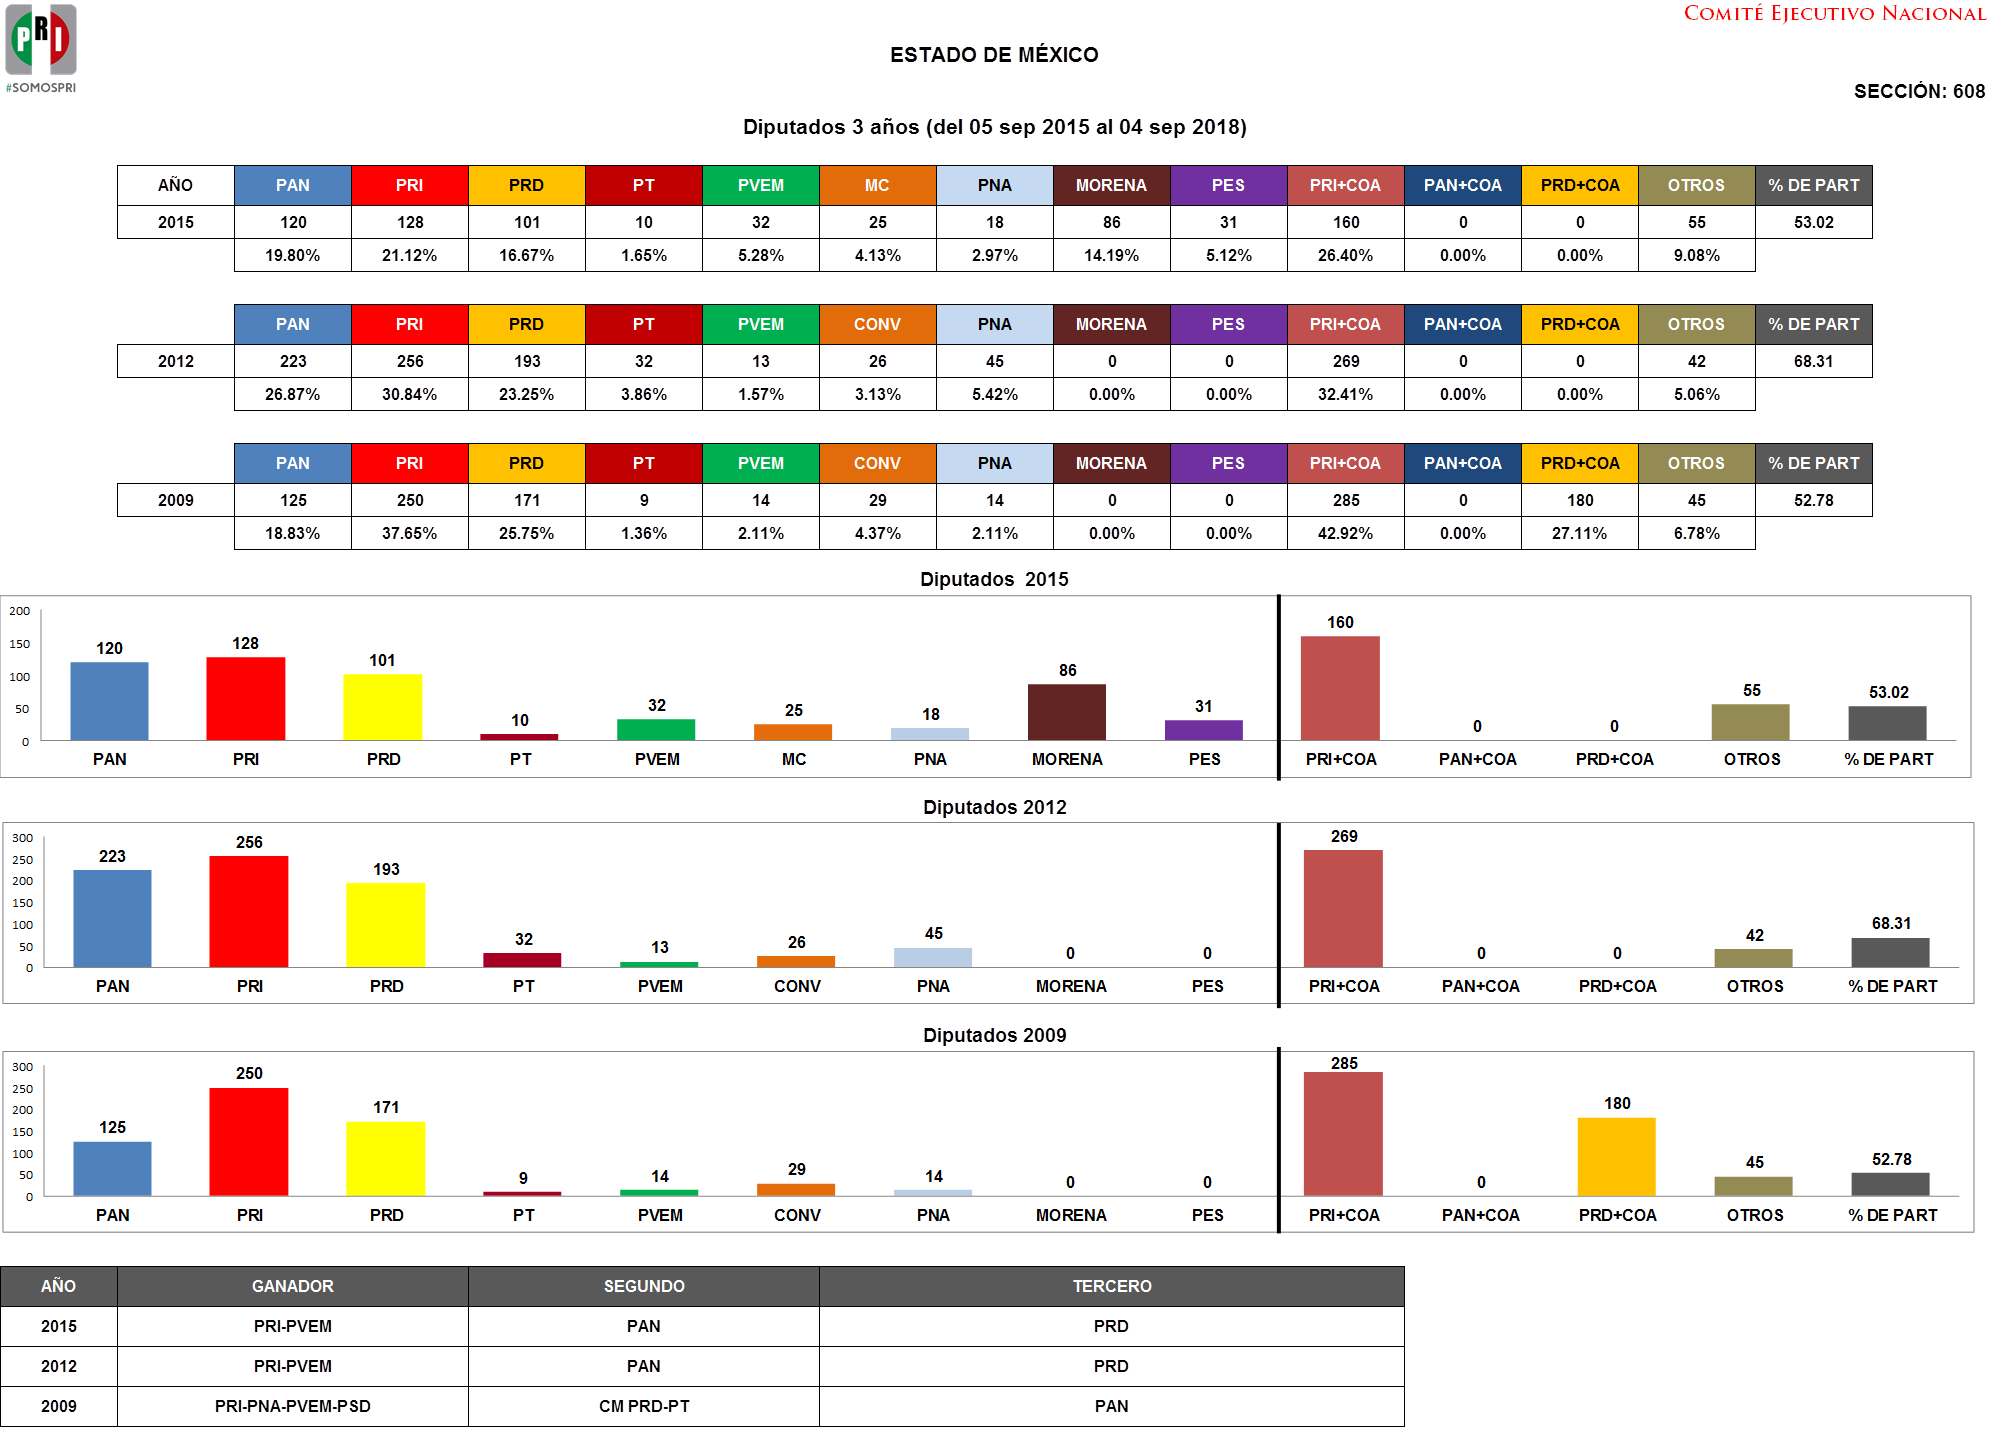 PRI
#SOMOSPRI
COMITÉ EJECUTIVO NACIONAL
ESTADO DE MÉXICO
SECCIÓN: 608
Diputados 3 años (del 05 sep 2015 al 04 sep 2018)
AÑO PAN PRI PRD PT PVEM MC PNA MORENA PES PRI+COA PAN+COA PRD+COA OTROS % DE PART
2015 120 128 101 10 32 25 18 86 31 160 0 0 55 53.02
19.80% 21.12% 16.67% 1.65% 5.28% 4.13% 2.97% 14.19% 5.12% 26.40% 0.00% 0.00% 9.08%
PAN PRI PRD PT PVEM CONV PNA MORENA PES PRI+COA PAN+COA PRD+COA OTROS % DE PART
2012 223 256 193 32 13 26 45 0 0 269 0 0 42 68.31
26.87% 30.84% 23.25% 3.86% 1.57% 3.13% 5.42% 0.00% 0.00% 32.41% 0.00% 0.00% 5.06%
PAN PRI PRD PT PVEM CONV PNA MORENA PES PRI+COA PAN+COA PRD+COA OTROS % DE PART
2009 125 250 171 9 14 29 14 0 0 285 0 180 45 52.78
18.83% 37.65% 25.75% 1.36% 2.11% 4.37% 2.11% 0.00% 0.00% 42.92% 0.00% 27.11% 6.78%
Diputados 2015
200
150
100
50
0
120 128 101 10 32 25 18 86 31 160 0 0 55 53.02
PAN PRI PRD PT PVEM MC PNA MORENA PES PRI+COA PAN+COA PRD+COA OTROS % DE PART
Diputados 2012
300
250
200
150
100
50
0
223 256 193 32 13 26 45 0 0 269 0 0 42 68.31
PAN PRI PRD PT PVEM CONV PNA MORENA PES PRI+COA PAN+COA PRD+COA OTROS % DE PART
Diputados 2009
300
250
200
150
100
50
0
125 250 171 9 14 29 14 0 0 285 0 180 45 52.78
PAN PRI PRD PT PVEM CONV PNA MORENA PES PRI+COA PAN+COA PRD+COA OTROS % DE PART
AÑO GANADOR SEGUNDO TERCERO
2015 PRI-PVEM PAN PRD
2012 PRI-PVEM PAN PRD
2009 PRI-PNA-PVEM-PSD CM PRD-PT PAN